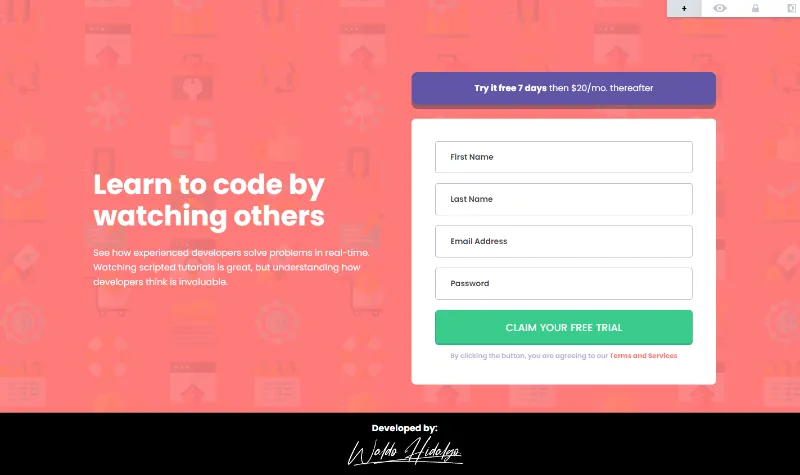 Try it free 7 days then $20/mo. thereafter
Learn to code by
watching others
See how experienced developers solve problems in real-time.
Watching scripted tutorials is great, but understanding how
developers think is invaluable.
First Name
Last Name
Email Address
Password
CLAIM YOUR FREE TRIAL
By clicking the button, you are agreeing to our Terms and Services
Developed by:
Waldo Hidalgo